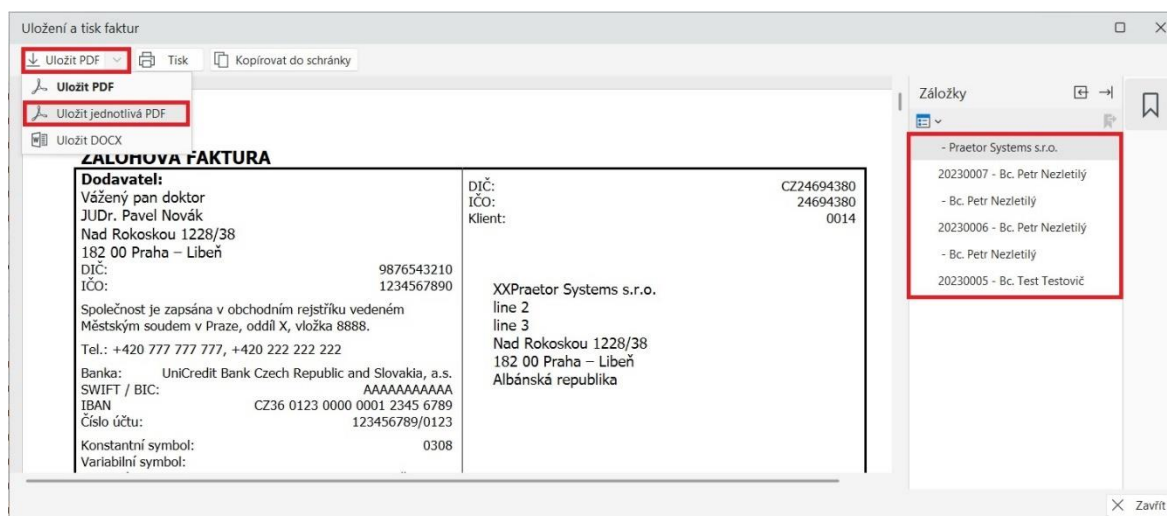 Uložení a tisk faktur
Uložit PDF
Tisk
Kopírovat do schránky
Uložit PDF
Uložit jednotlivá PDF
Uložit DOCX
ZÁLOHOVÁ FAKTURA
Dodavatel:
Vážený pan doktor
JUDr. Pavel Novák
Nad Rokoskou 1228/38
182 00 Praha – Libeň
DIČ: 9876543210
IČO: 1234567890
Společnost je zapsána v obchodním rejstříku vedeném
Městským soudem v Praze, oddíl X, vložka 8888.
Tel.: +420 777 777 777, +420 222 222 222
Banka: UniCredit Bank Czech Republic and Slovakia, a.s.
SWIFT / BIC: AAAAAAAAAAA
IBAN CZ36 0123 0000 0001 2345 6789
Číslo účtu: 123456789/0123
Konstantní symbol: 0308
Variabilní symbol:
DIČ: CZ24694380
IČO: 24694380
Klient: 0014
XXPraetor Systems s.r.o.
line 2
line 3
Nad Rokoskou 1228/38
182 00 Praha – Libeň
Albánská republika
Záložky
- Praetor Systems s.r.o.
20230007 - Bc. Petr Nezletilý
- Bc. Petr Nezletilý
20230006 - Bc. Petr Nezletilý
- Bc. Petr Nezletilý
20230005 - Bc. Test Testovič
Zavřít